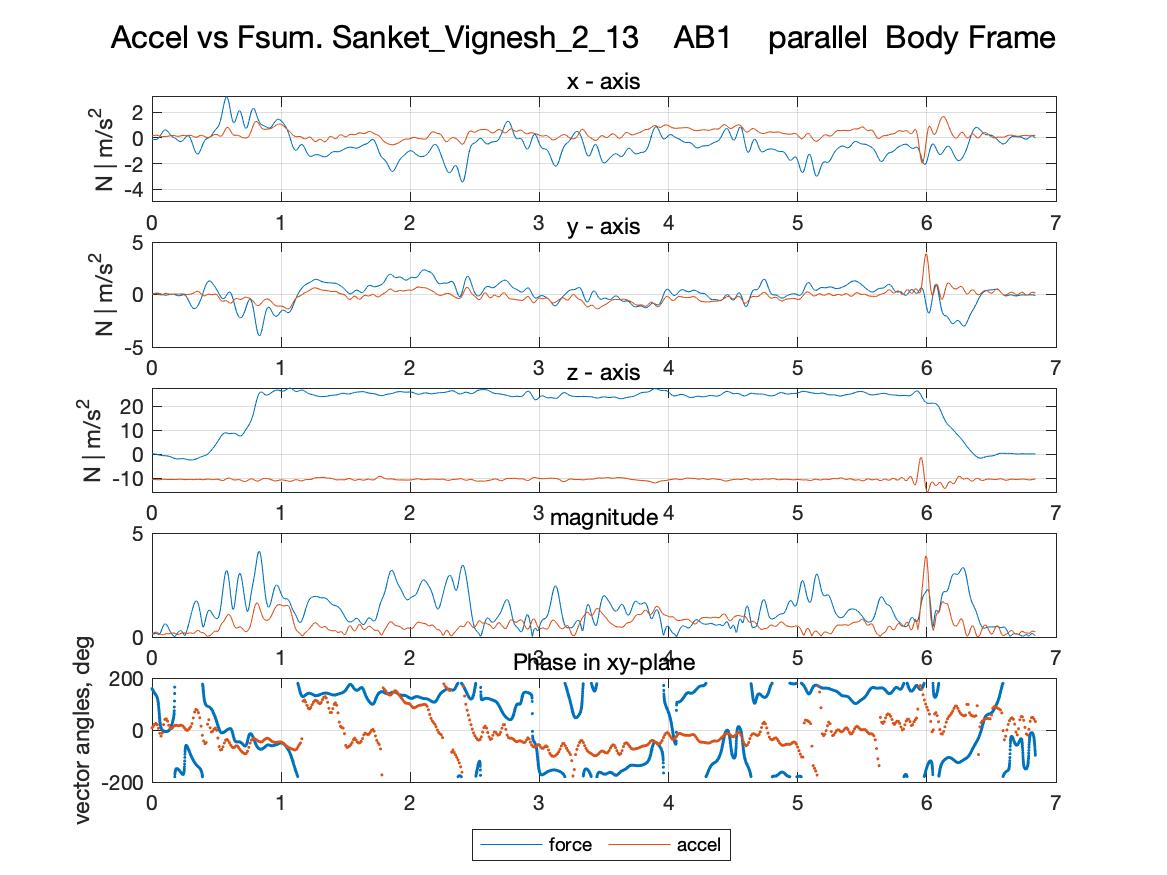 Accel vs Fsum. Sanket_Vignesh_2_13 AB1 parallel Body Frame
x - axis
N | m/s²
2
0
-2
-4
0 1 2 3 4 5 6 7
y - axis
N | m/s²
5
0
-5
0 1 2 3 4 5 6 7
z - axis
N | m/s²
20
10
0
-10
0 1 2 3 4 5 6 7
magnitude
5
0
0 1 2 3 4 5 6 7
Phase in xy-plane
vector angles, deg
200
0
-200
0 1 2 3 4 5 6 7
force accel